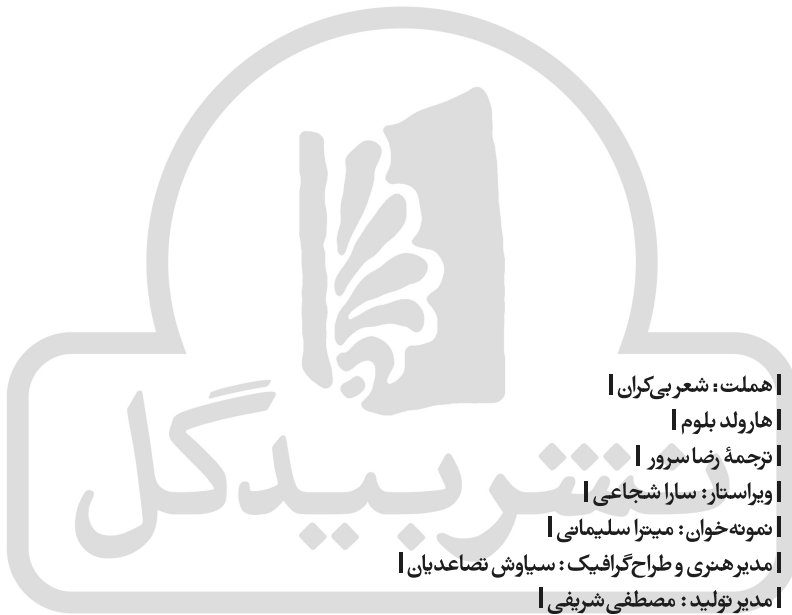 | هملت: شعر بی‌کران |
| هارولد بلوم |
| ترجمهٔ رضا سرور |
| ویراستار: سارا شجاعی |
| نمونه‌خوان: میترا سلیمانی |
| مدیر هنری و طراح گرافیک: سیاوش تصاعدیان |
| مدیر تولید: مصطفی شریفی |
نشر بیدگل